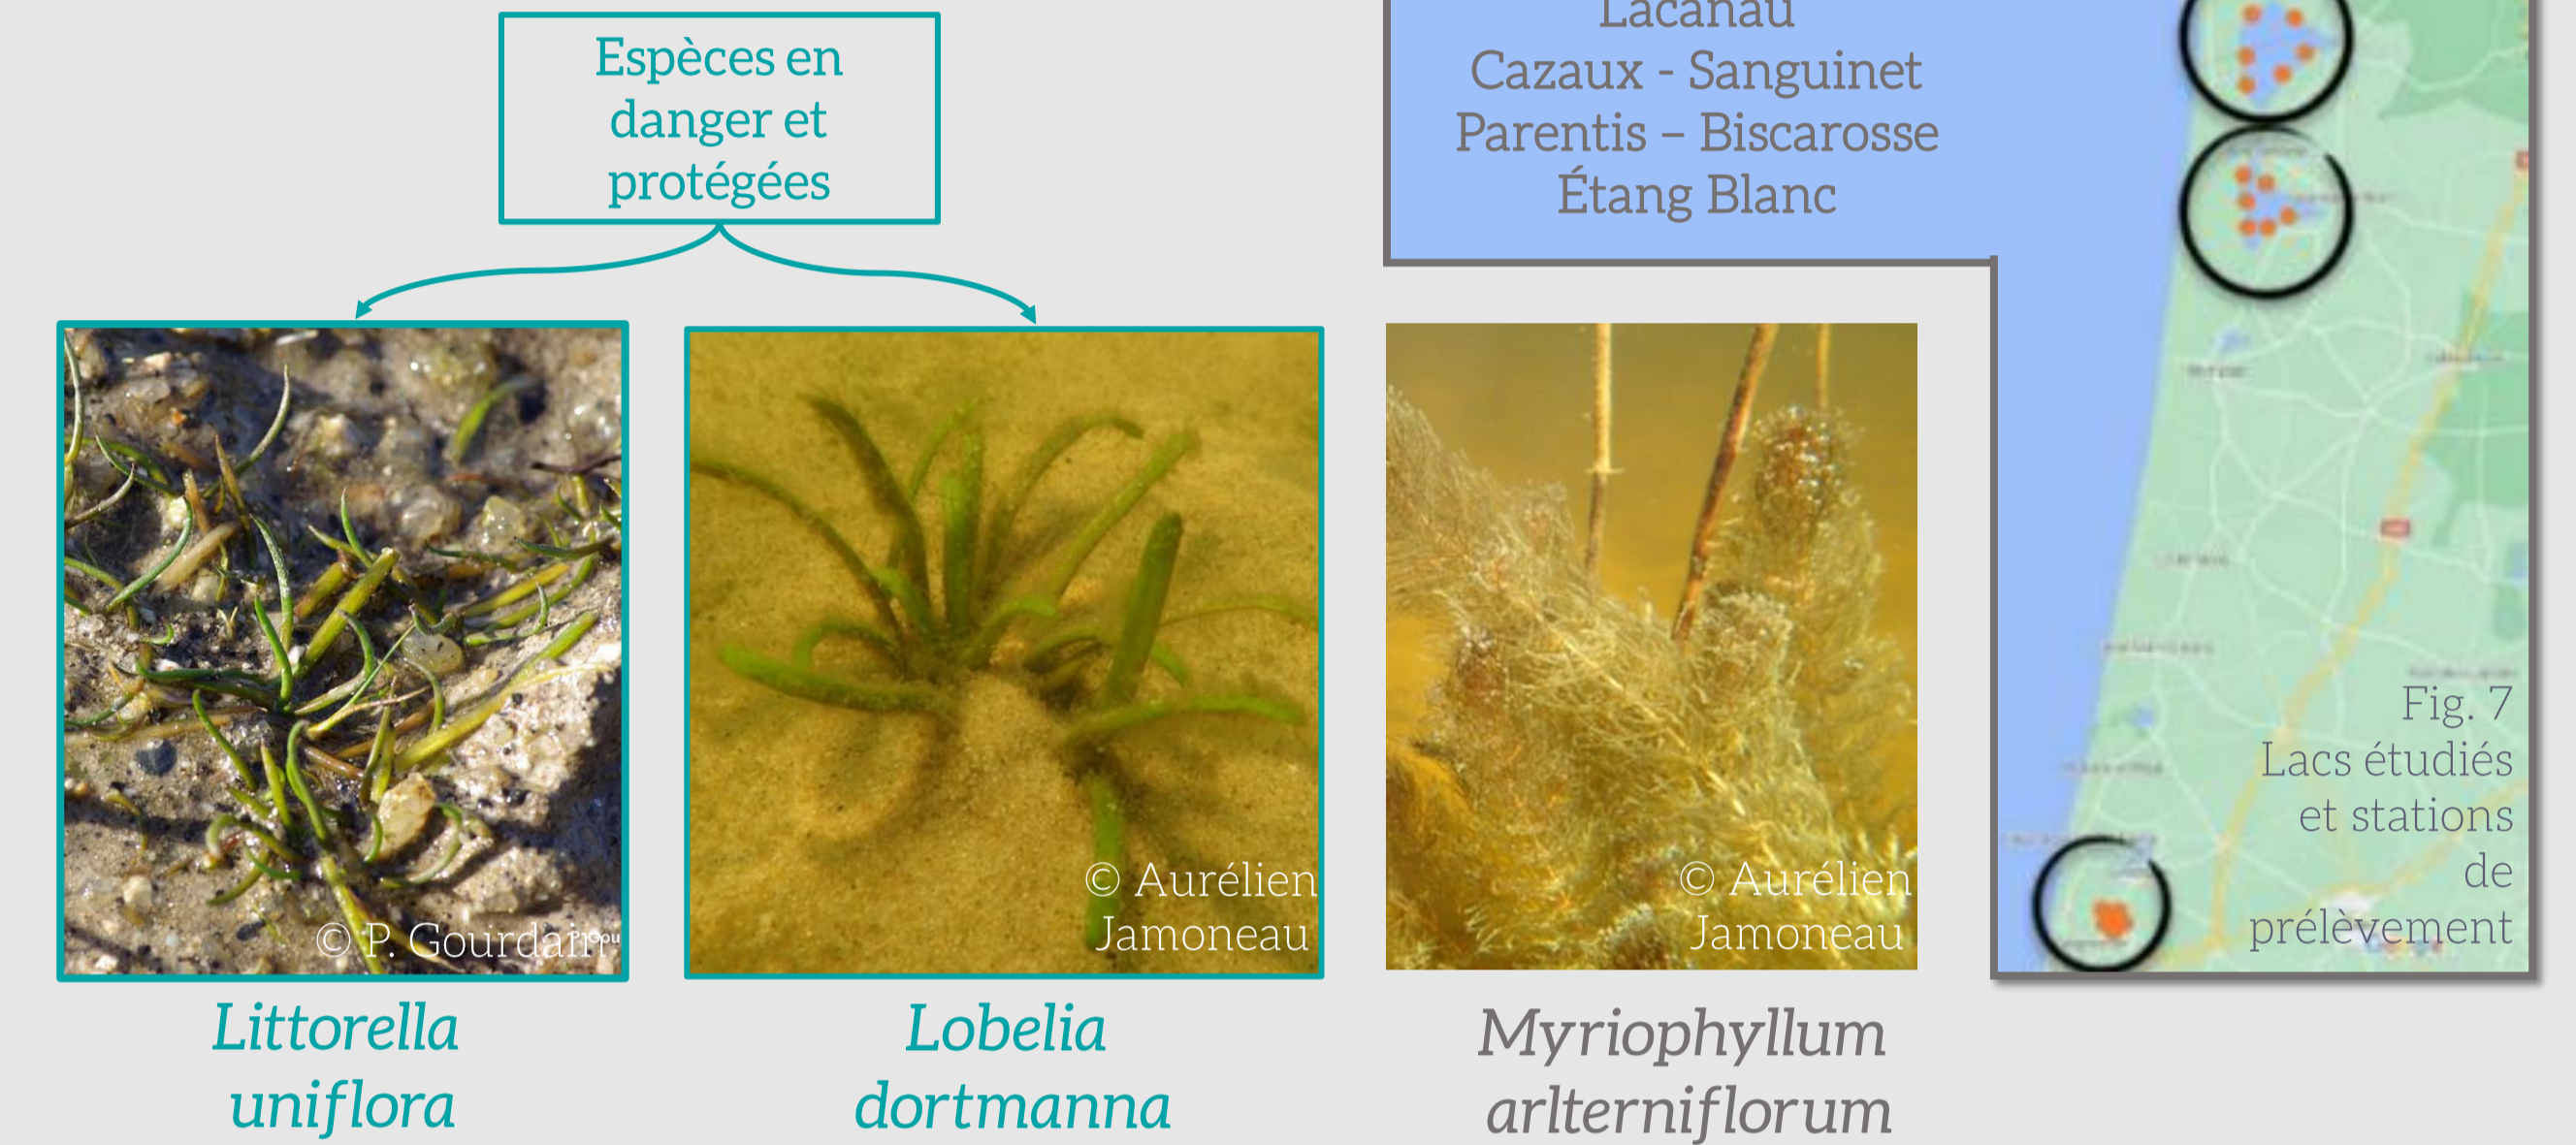 Espèces en
danger et
protégées
Lacanau
Cazaux - Sanguinet
Parentis – Biscarosse
Étang Blanc
© P. Gourdain
© Aurélien
Jamoneau
© Aurélien
Jamoneau
Fig. 7
Lacs étudiés
et stations
de
prélèvement
Littorella
uniflora
Lobelia
dortmanna
Myriophyllum
arlterniflorum